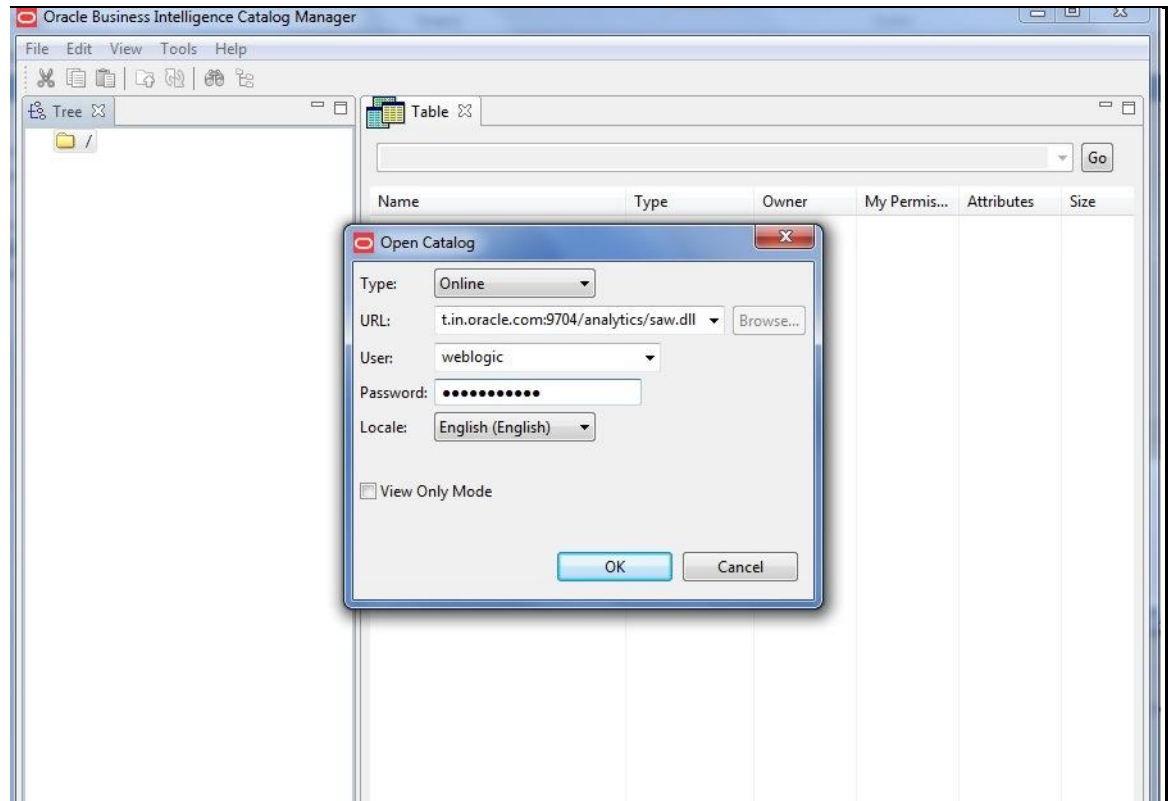 Oracle Business Intelligence Catalog Manager
File Edit View Tools Help
Tree
Table
/
Go
Name Type Owner My Permis... Attributes Size
Open Catalog
Type: Online
URL: t.in.oracle.com:9704/analytics/saw.dll Browse...
User: weblogic
Password: ●●●●●●●●●●●
Locale: English (English)
View Only Mode
OK Cancel